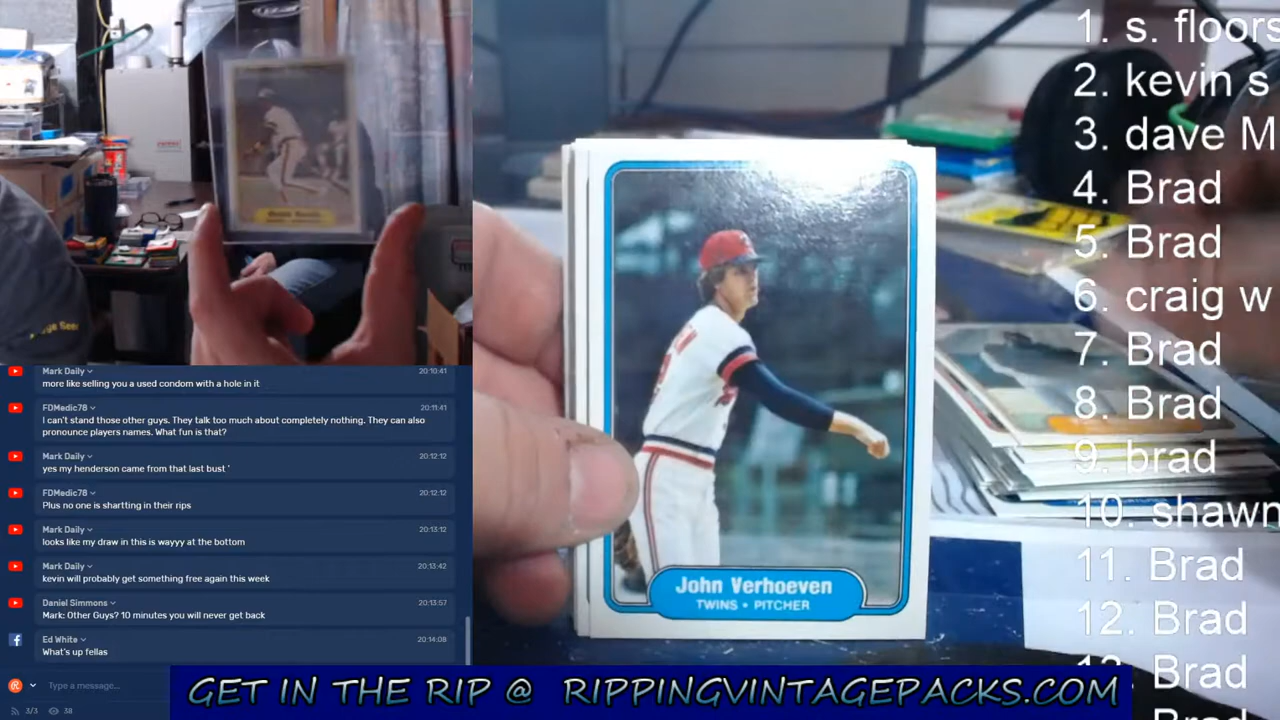 Mark Daily
20:10:41
more like selling you a used condom with a hole in it
FDMedic78
20:11:41
I can't stand those other guys. They talk too much about completely nothing. They can also
pronounce players names. What fun is that?
Mark Daily
20:12:12
yes my henderson came from that last bust '
FDMedic78
20:12:12
Plus no one is shartting in their rips
Mark Daily
20:13:12
looks like my draw in this is wayyy at the bottom
Mark Daily
20:13:42
kevin will probably get something free again this week
Daniel Simmons
20:13:57
Mark: Other Guys? 10 minutes you will never get back
Ed White
20:14:08
What's up fellas
Type a message...
3/3
38
John Verhoeven
TWINS • PITCHER
1. s. floors
2. kevin s
3. dave M
4. Brad
5. Brad
6. craig w
7. Brad
8. Brad
9. brad
10. shawn
11. Brad
12. Brad
13. Brad
GET IN THE RIP @ RIPPINGVINTAGEPACKS.COM